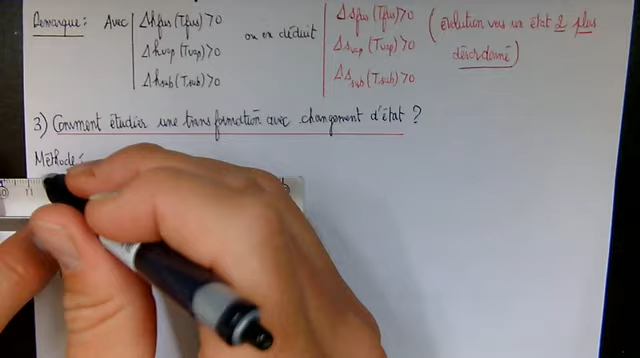 Remarque : Avec Δhfus (Tfus) >0 on en déduit Δsfus (Tfus) >0 (évolution vers un état 2 plus
Δhvap (Tvap) >0 Δsvap (Tvap) >0 désordonné)
Δhsub (Tsub) >0 Δssub (Tsub) >0
3) Comment étudier une transformation avec changement d'état ?
Méthode :
11